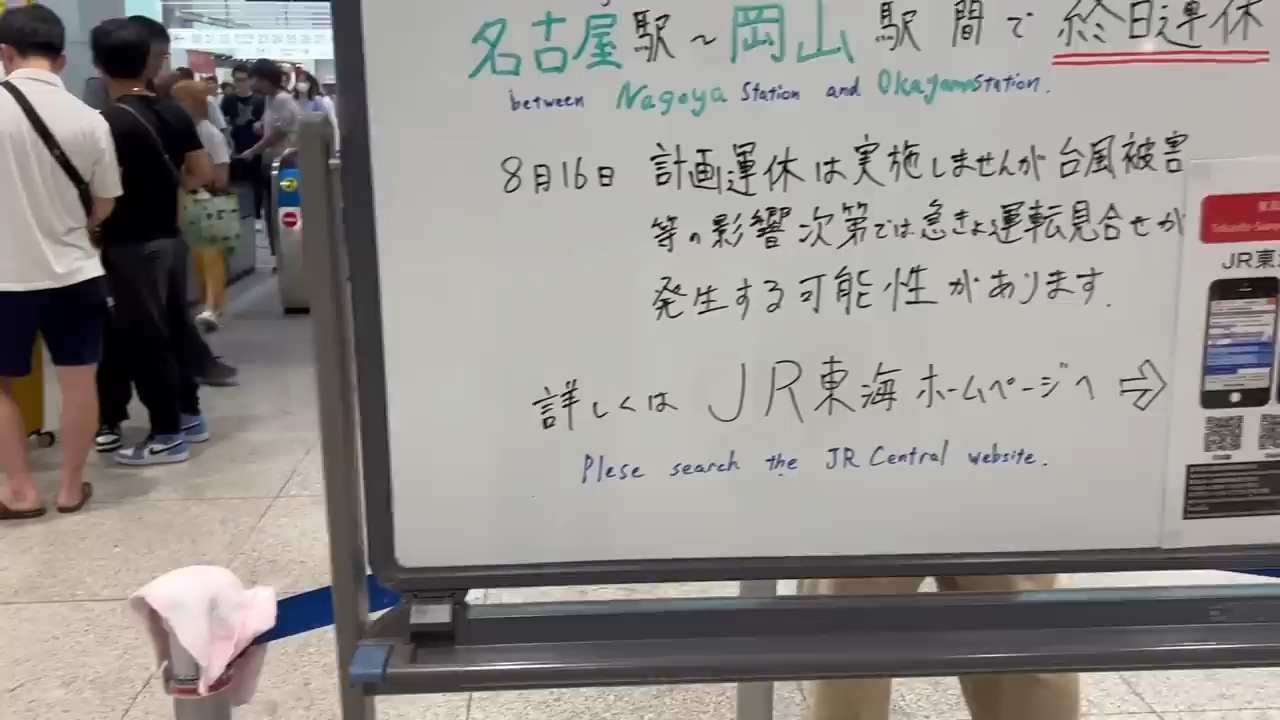 名古屋駅~岡山駅間で終日運休
between Nagoya Station and Okayama Station.
8月16日 計画運休は実施しませんが台風被害
等の影響次第では急きょ運転見合せが
発生する可能性があります.
詳しくは JR東海 ホームページへ ⇨
Plese search the JR Central website.
JR東海